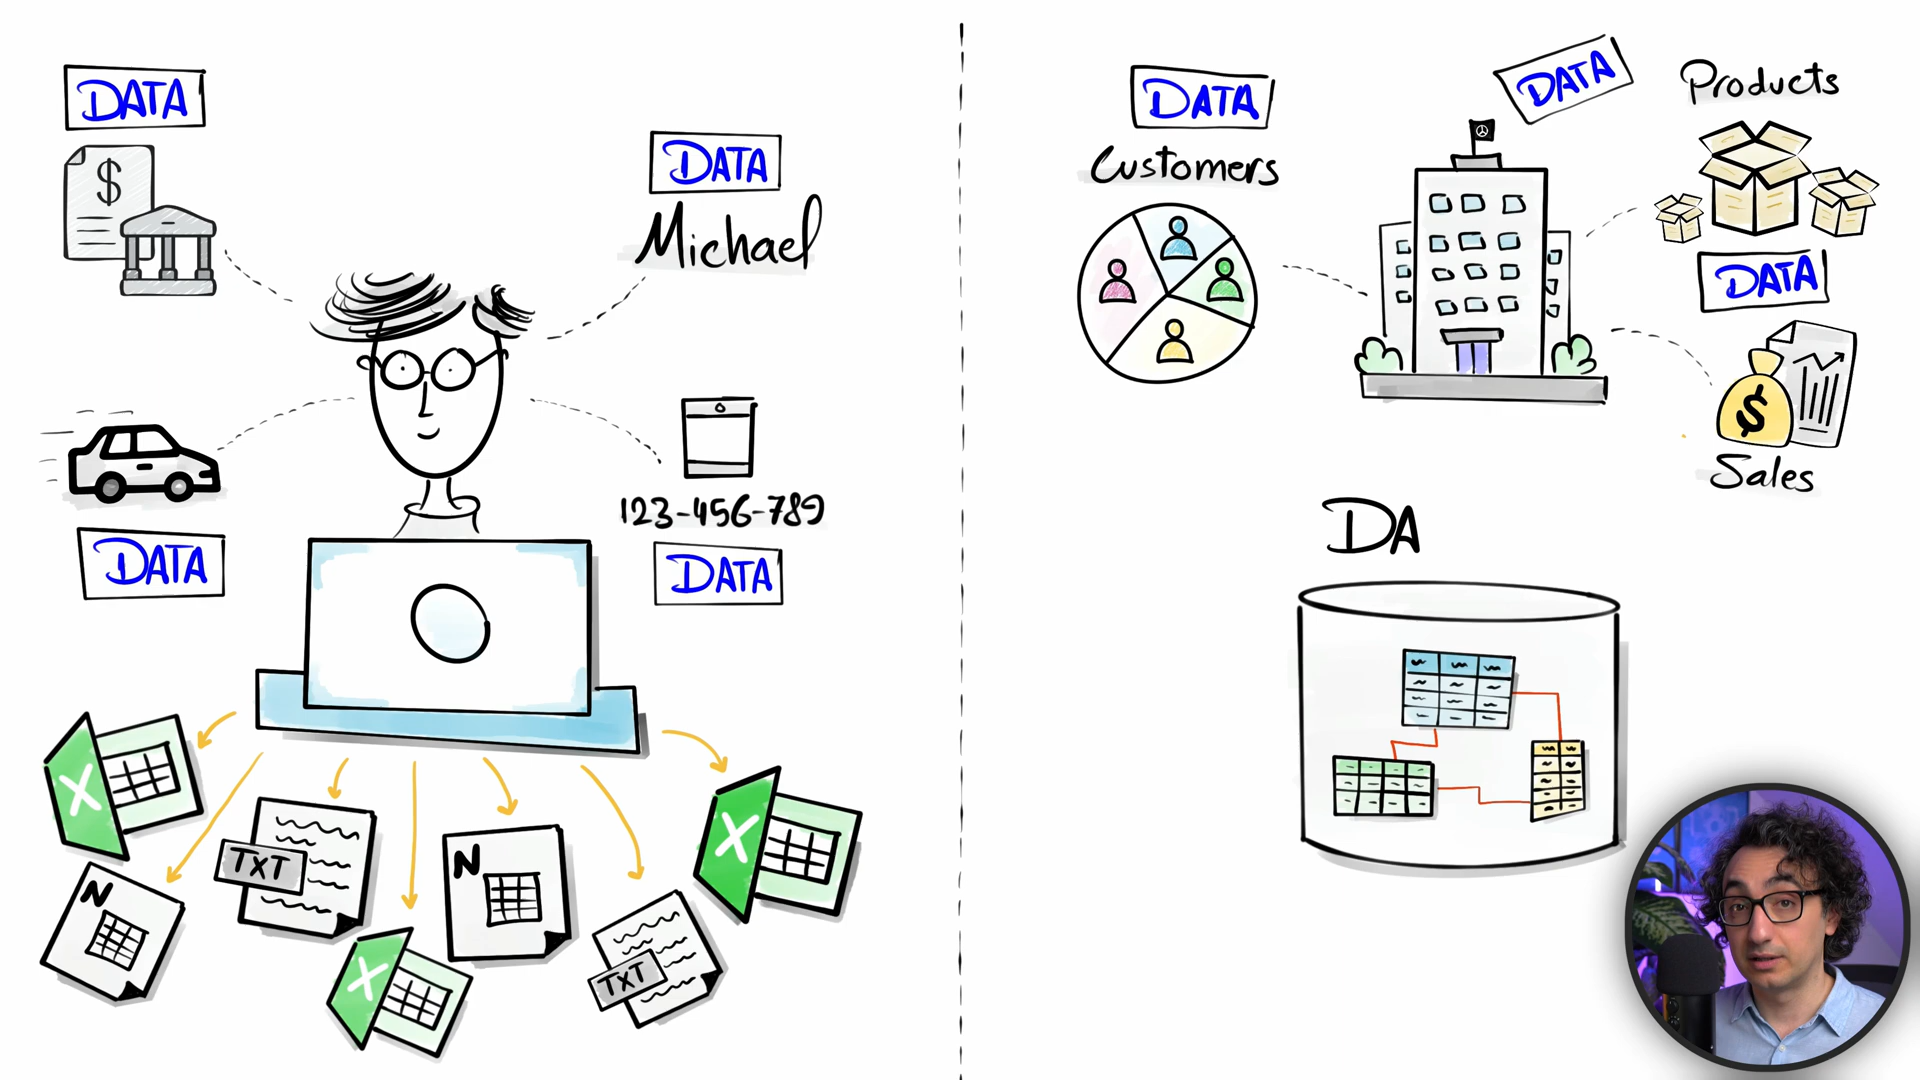 DATA
$
DATA
Michael
DATA
123-456-789
DATA
X
N
TXT
X
N
TXT
X
DATA
Customers
DATA
Products
DATA
$
Sales
DA